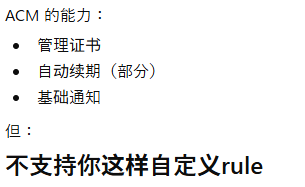 ACM 的能力：
• 管理证书
• 自动续期（部分）
• 基础通知
但：
不支持你这样自定义rule